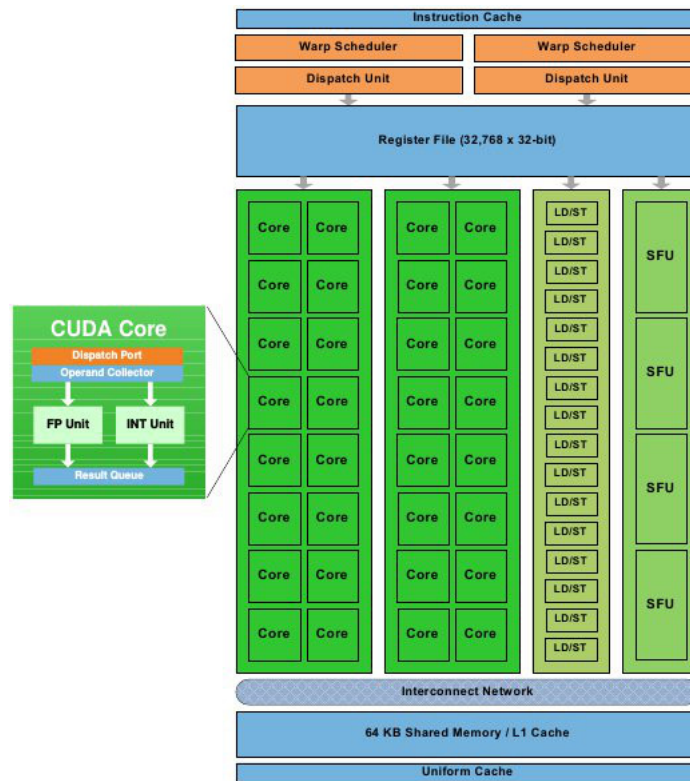 Instruction Cache
Warp Scheduler Warp Scheduler
Dispatch Unit Dispatch Unit
Register File (32,768 x 32-bit)
Core Core Core Core LD/ST SFU
LD/ST
Core Core Core Core LD/ST
LD/ST
Core Core Core Core LD/ST SFU
LD/ST
Core Core Core Core LD/ST
LD/ST
Core Core Core Core LD/ST SFU
LD/ST
Core Core Core Core LD/ST
LD/ST
Core Core Core Core LD/ST SFU
LD/ST
Core Core Core Core LD/ST
LD/ST
CUDA Core
Dispatch Port
Operand Collector
FP Unit INT Unit
Result Queue
Interconnect Network
64 KB Shared Memory / L1 Cache
Uniform Cache